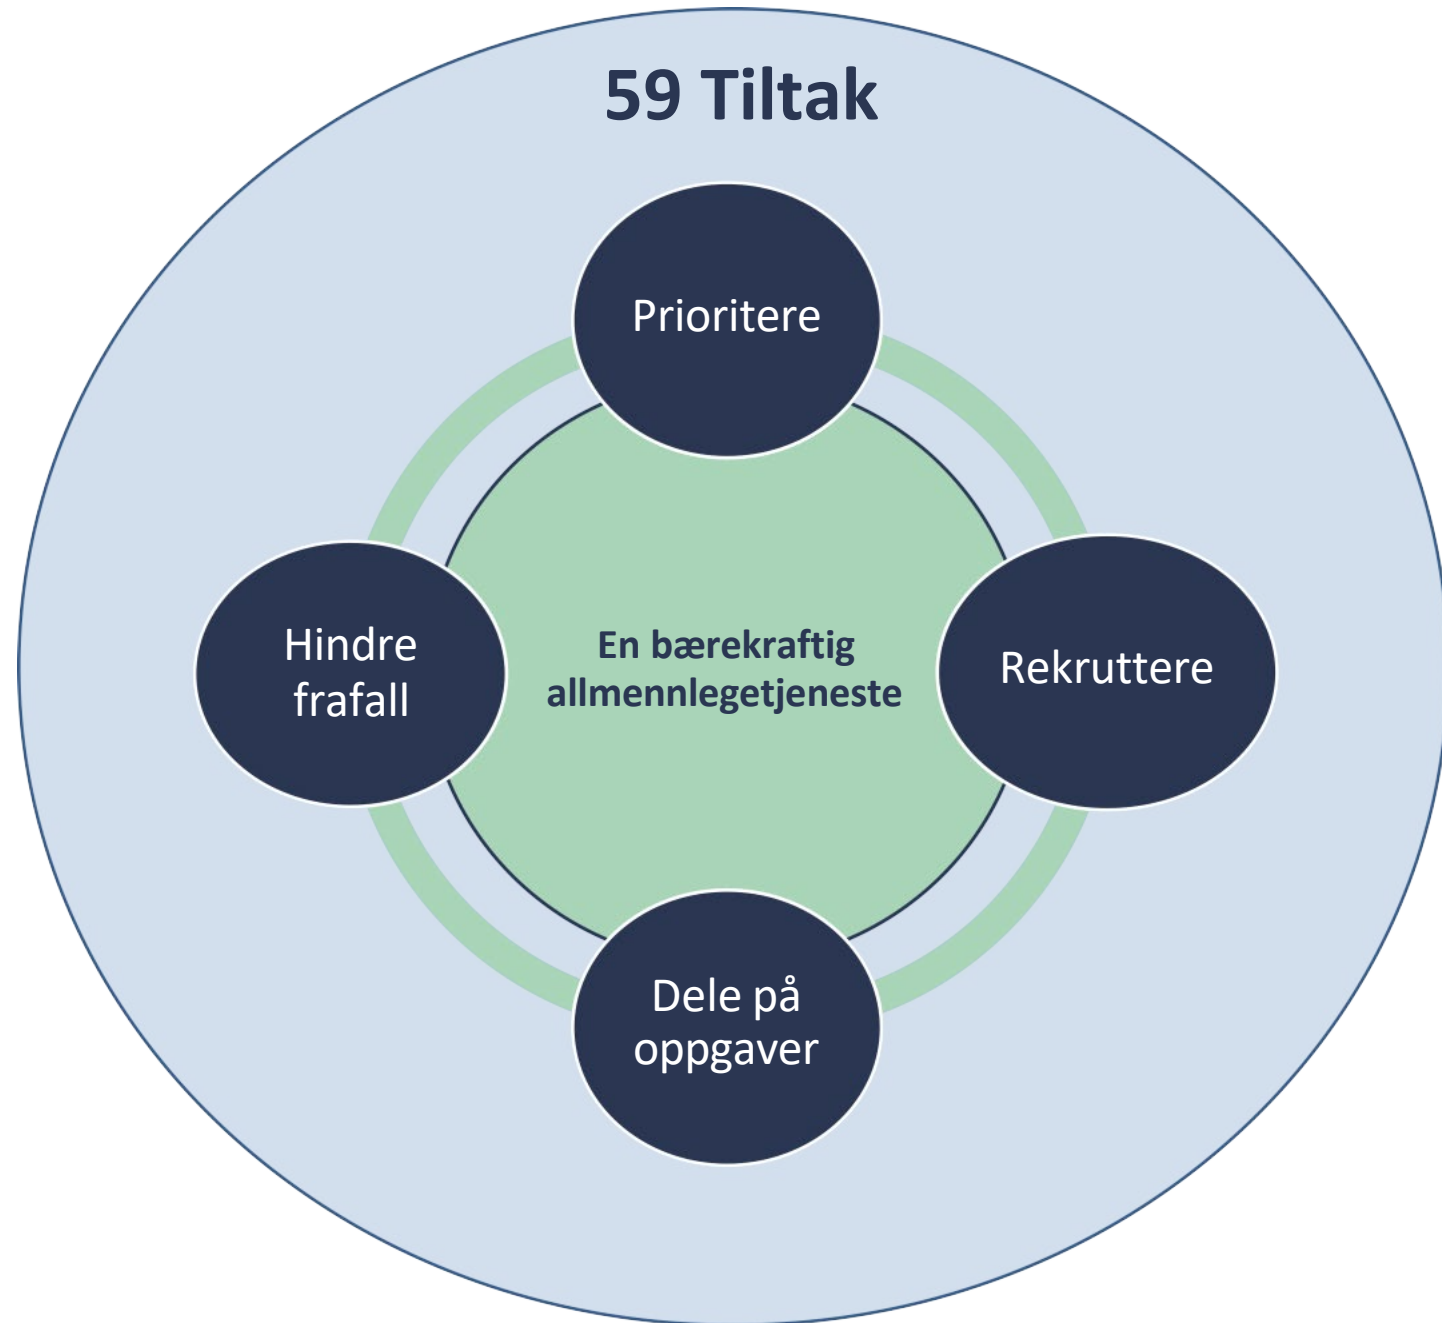 59 Tiltak
Prioritere
Hindre
frafall
En bærekraftig
allmennlegetjeneste
Rekruttere
Dele på
oppgaver